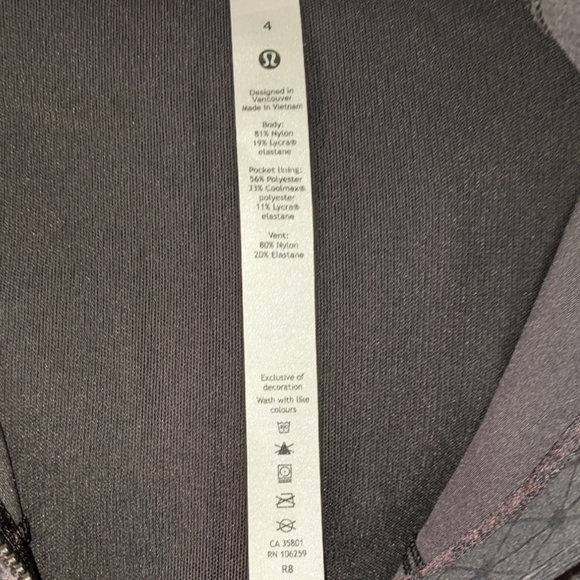 4
Designed in
Vancouver
Made in Vietnam
Body:
81% Nylon
19% Lycra®
elastane
Pocket lining:
56% Polyester
33% Coolmax®
polyester
11% Lycra®
elastane
Vent:
80% Nylon
20% Elastane
Exclusive of
decoration
Wash with like
colours
CA 35801
RN 106259
R8